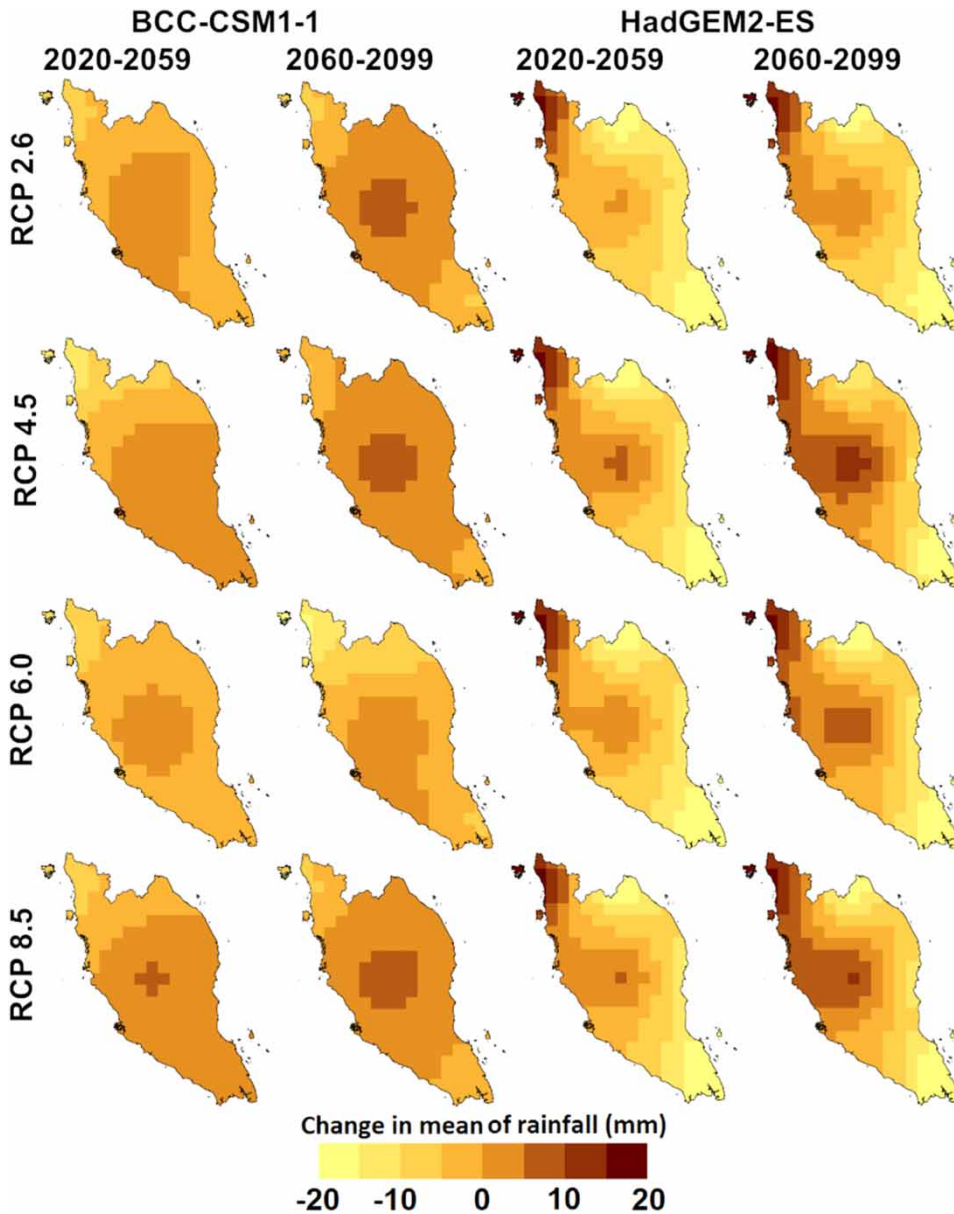 BCC-CSM1-1 HadGEM2-ES
2020-2059 2060-2099 2020-2059 2060-2099
RCP 2.6
RCP 4.5
RCP 6.0
RCP 8.5
Change in mean of rainfall (mm)
-20 -10 0 10 20